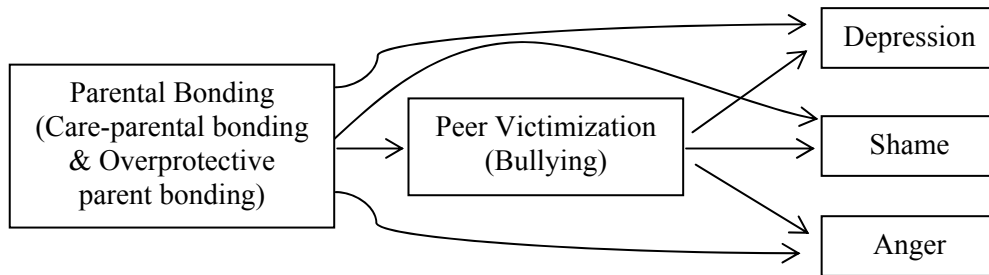 Depression
Parental Bonding
(Care-parental bonding
& Overprotective
parent bonding)
Peer Victimization
(Bullying)
Shame
Anger